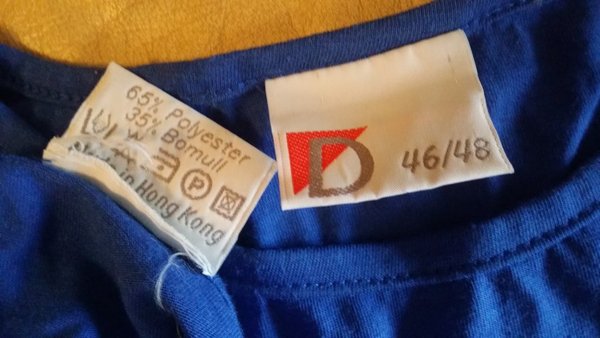 65% Polyester
35% Bomull
P
in Hong Kong
D
46/48